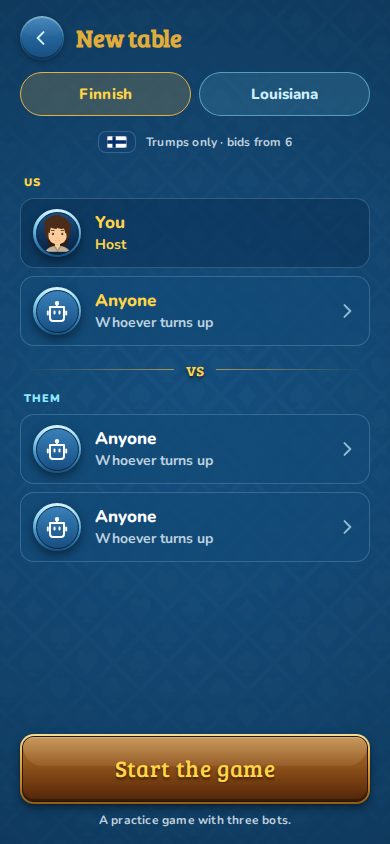 New table
Finnish
Louisiana
Trumps only · bids from 6
US
You
Host
Anyone
Whoever turns up
VS
THEM
Anyone
Whoever turns up
Anyone
Whoever turns up
Start the game
A practice game with three bots.